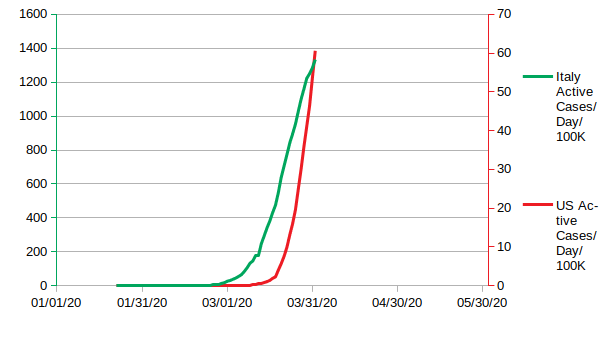 1600
1400
1200
1000
800
600
400
200
0
70
60
50
40
30
20
10
0
01/01/20 01/31/20 03/01/20 03/31/20 04/30/20 05/30/20
Italy
Active
Cases/
Day/
100K
US Ac-
tive
Cases/
Day/
100K